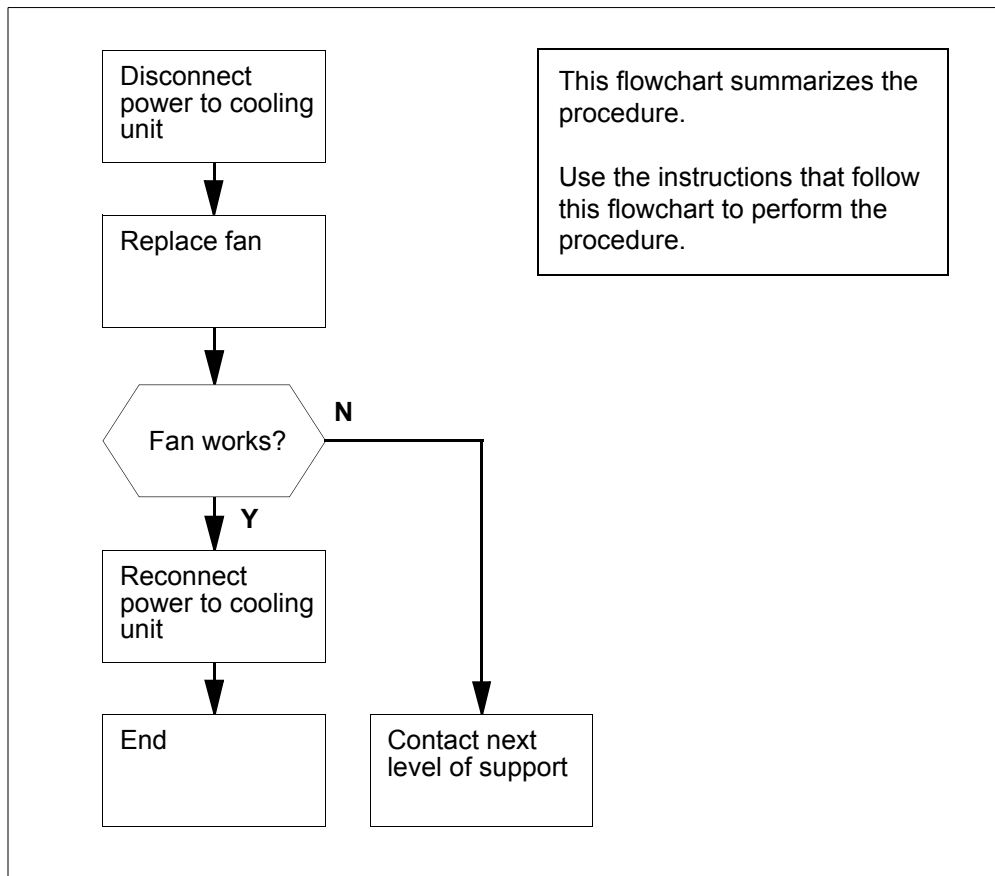 Disconnect
power to cooling
unit
This flowchart summarizes the
procedure.
Use the instructions that follow
this flowchart to perform the
procedure.
Replace fan
Fan works?
N
Y
Reconnect
power to cooling
unit
End
Contact next
level of support